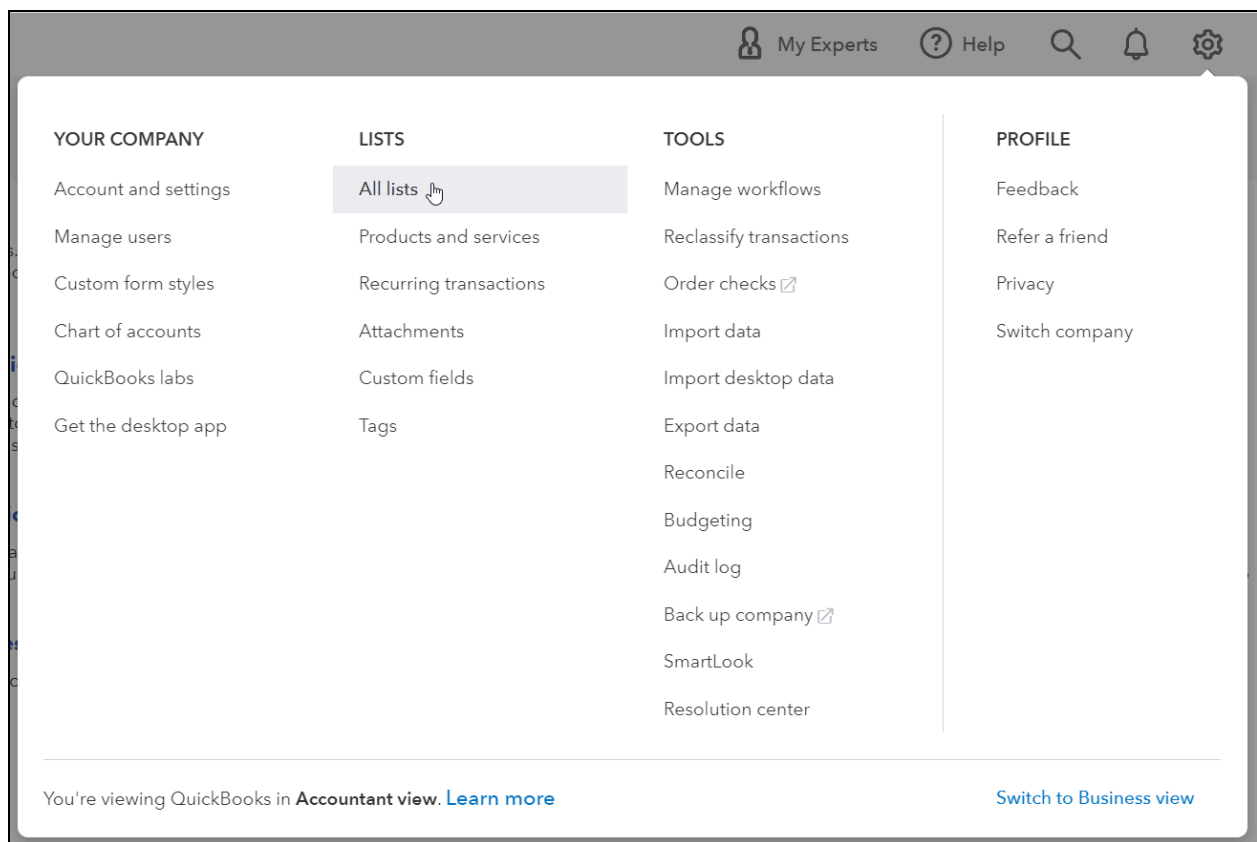 My Experts
Help
YOUR COMPANY
Account and settings
Manage users
Custom form styles
Chart of accounts
QuickBooks labs
Get the desktop app
LISTS
All lists
Products and services
Recurring transactions
Attachments
Custom fields
Tags
TOOLS
Manage workflows
Reclassify transactions
Order checks
Import data
Import desktop data
Export data
Reconcile
Budgeting
Audit log
Back up company
SmartLook
Resolution center
PROFILE
Feedback
Refer a friend
Privacy
Switch company
You're viewing QuickBooks in Accountant view. Learn more
Switch to Business view